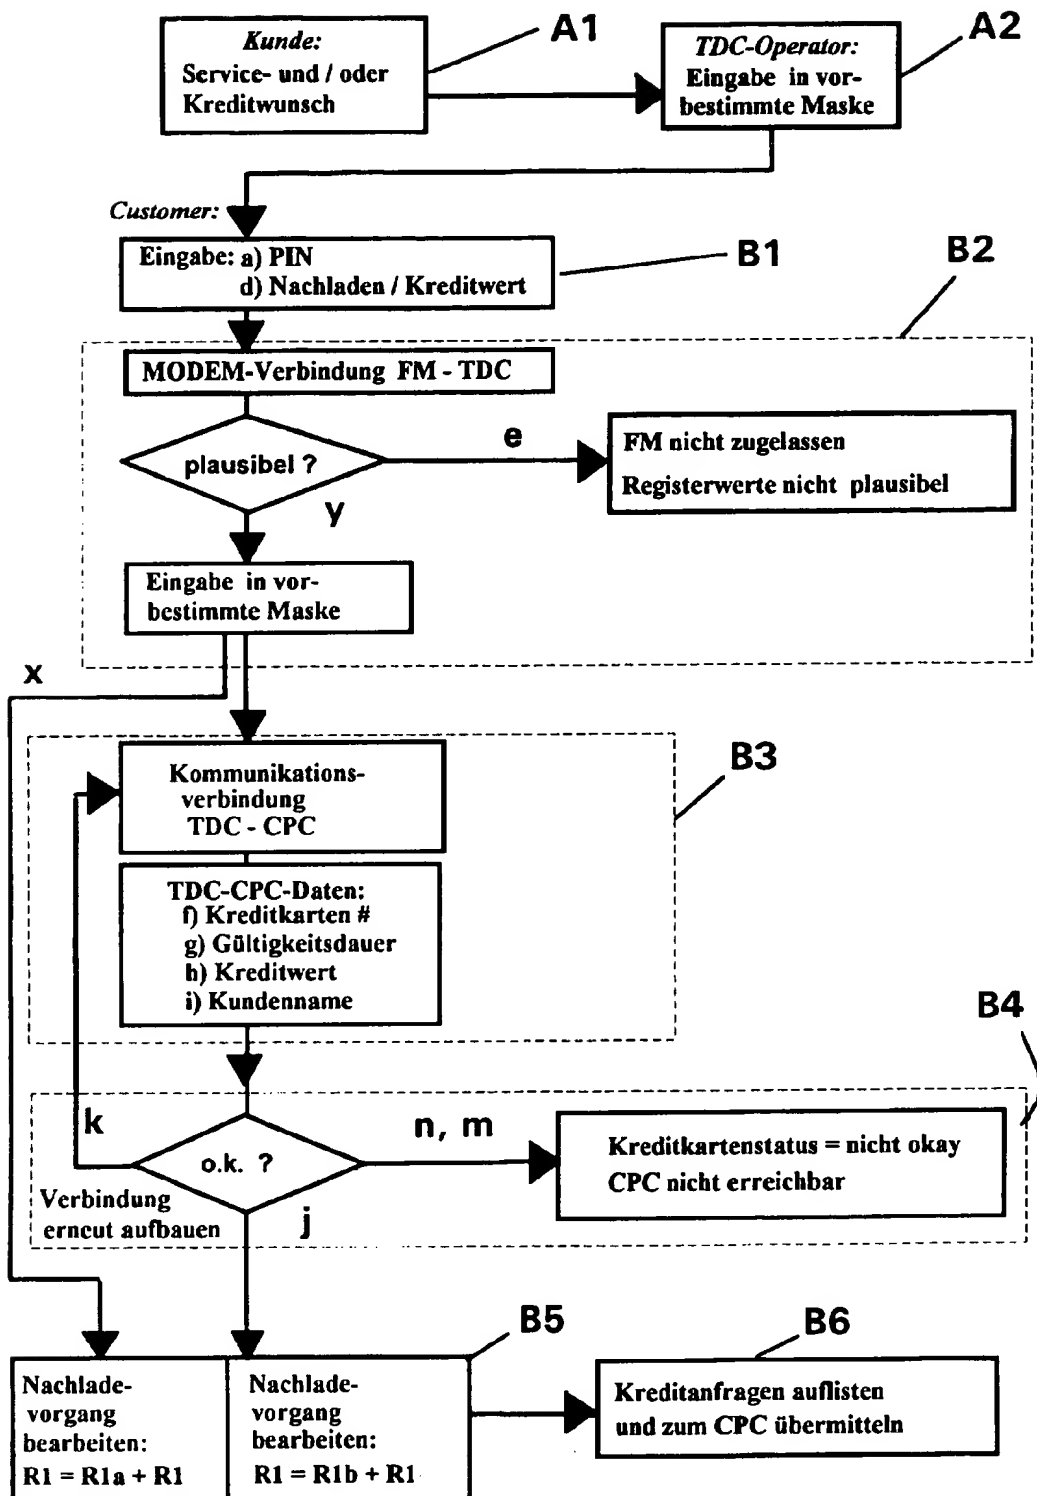 A1
A2
Kunde:
Service- und / oder
Kreditwunsch
TDC-Operator:
Eingabe in vor-
bestimmte Maske
Customer:
Eingabe: a) PIN
d) Nachladen / Kreditwert
B1
B2
MODEM-Verbindung FM - TDC
plausibel ?
e
y
FM nicht zugelassen
Registerwerte nicht plausibel
Eingabe in vor-
bestimmte Maske
x
B3
Kommunikations-
verbindung
TDC - CPC
TDC-CPC-Daten:
f) Kreditkarten #
g) Gültigkeitsdauer
h) Kreditwert
i) Kundenname
B4
k
o.k. ?
n, m
j
Kreditkartenstatus = nicht okay
CPC nicht erreichbar
Verbindung
erneut aufbauen
B5
B6
Nachlade-
vorgang
bearbeiten:
R1 = R1a + R1
Nachlade-
vorgang
bearbeiten:
R1 = R1b + R1
Kreditanfragen auflisten
und zum CPC übermitteln